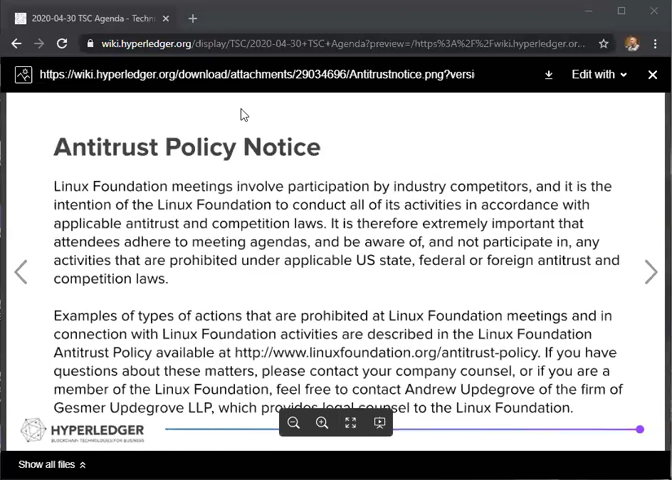 2020-04-30 TSC Agenda - Techn
wiki.hyperledger.org/display/TSC/2020-04-30+TSC+Agenda?preview=/https%3A%2F%2Fwiki.hyperledger.or...
https://wiki.hyperledger.org/download/attachments/29034696/Antitrustnotice.png?versi
Edit with
Antitrust Policy Notice
Linux Foundation meetings involve participation by industry competitors, and it is the
intention of the Linux Foundation to conduct all of its activities in accordance with
applicable antitrust and competition laws. It is therefore extremely important that
attendees adhere to meeting agendas, and be aware of, and not participate in, any
activities that are prohibited under applicable US state, federal or foreign antitrust and
competition laws.
Examples of types of actions that are prohibited at Linux Foundation meetings and in
connection with Linux Foundation activities are described in the Linux Foundation
Antitrust Policy available at http://www.linuxfoundation.org/antitrust-policy. If you have
questions about these matters, please contact your company counsel, or if you are a
member of the Linux Foundation, feel free to contact Andrew Updegrove of the firm of
Gesmer Updegrove LLP, which provides legal counsel to the Linux Foundation.
HYPERLEDGER
BLOCKCHAIN TECHNOLOGIES FOR BUSINESS
Show all files